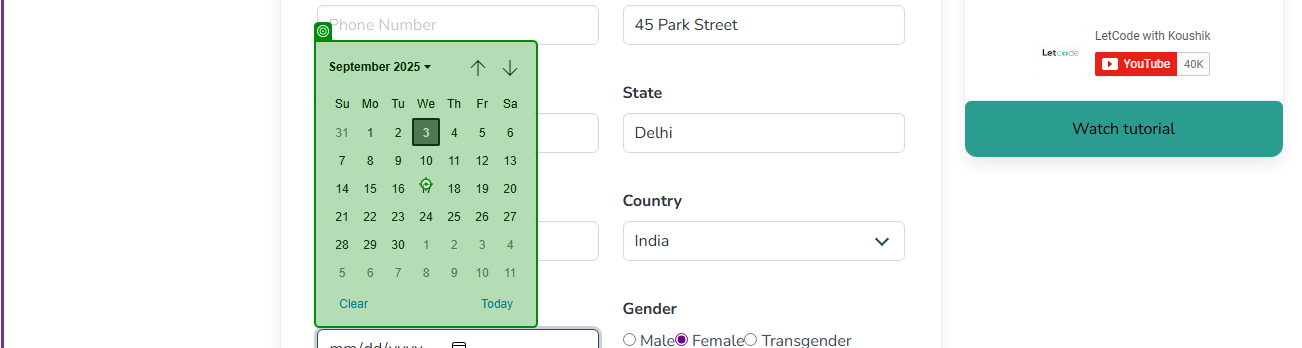 Phone Number
45 Park Street
September 2025
Su Mo Tu We Th Fr Sa
31 1 2 3 4 5 6
7 8 9 10 11 12 13
14 15 16 17 18 19 20
21 22 23 24 25 26 27
28 29 30 1 2 3 4
5 6 7 8 9 10 11
Clear Today
mm/dd/yyyy
State
Delhi
Country
India
Gender
Male Female Transgender
LetCode
LetCode with Koushik
YouTube 40K
Watch tutorial